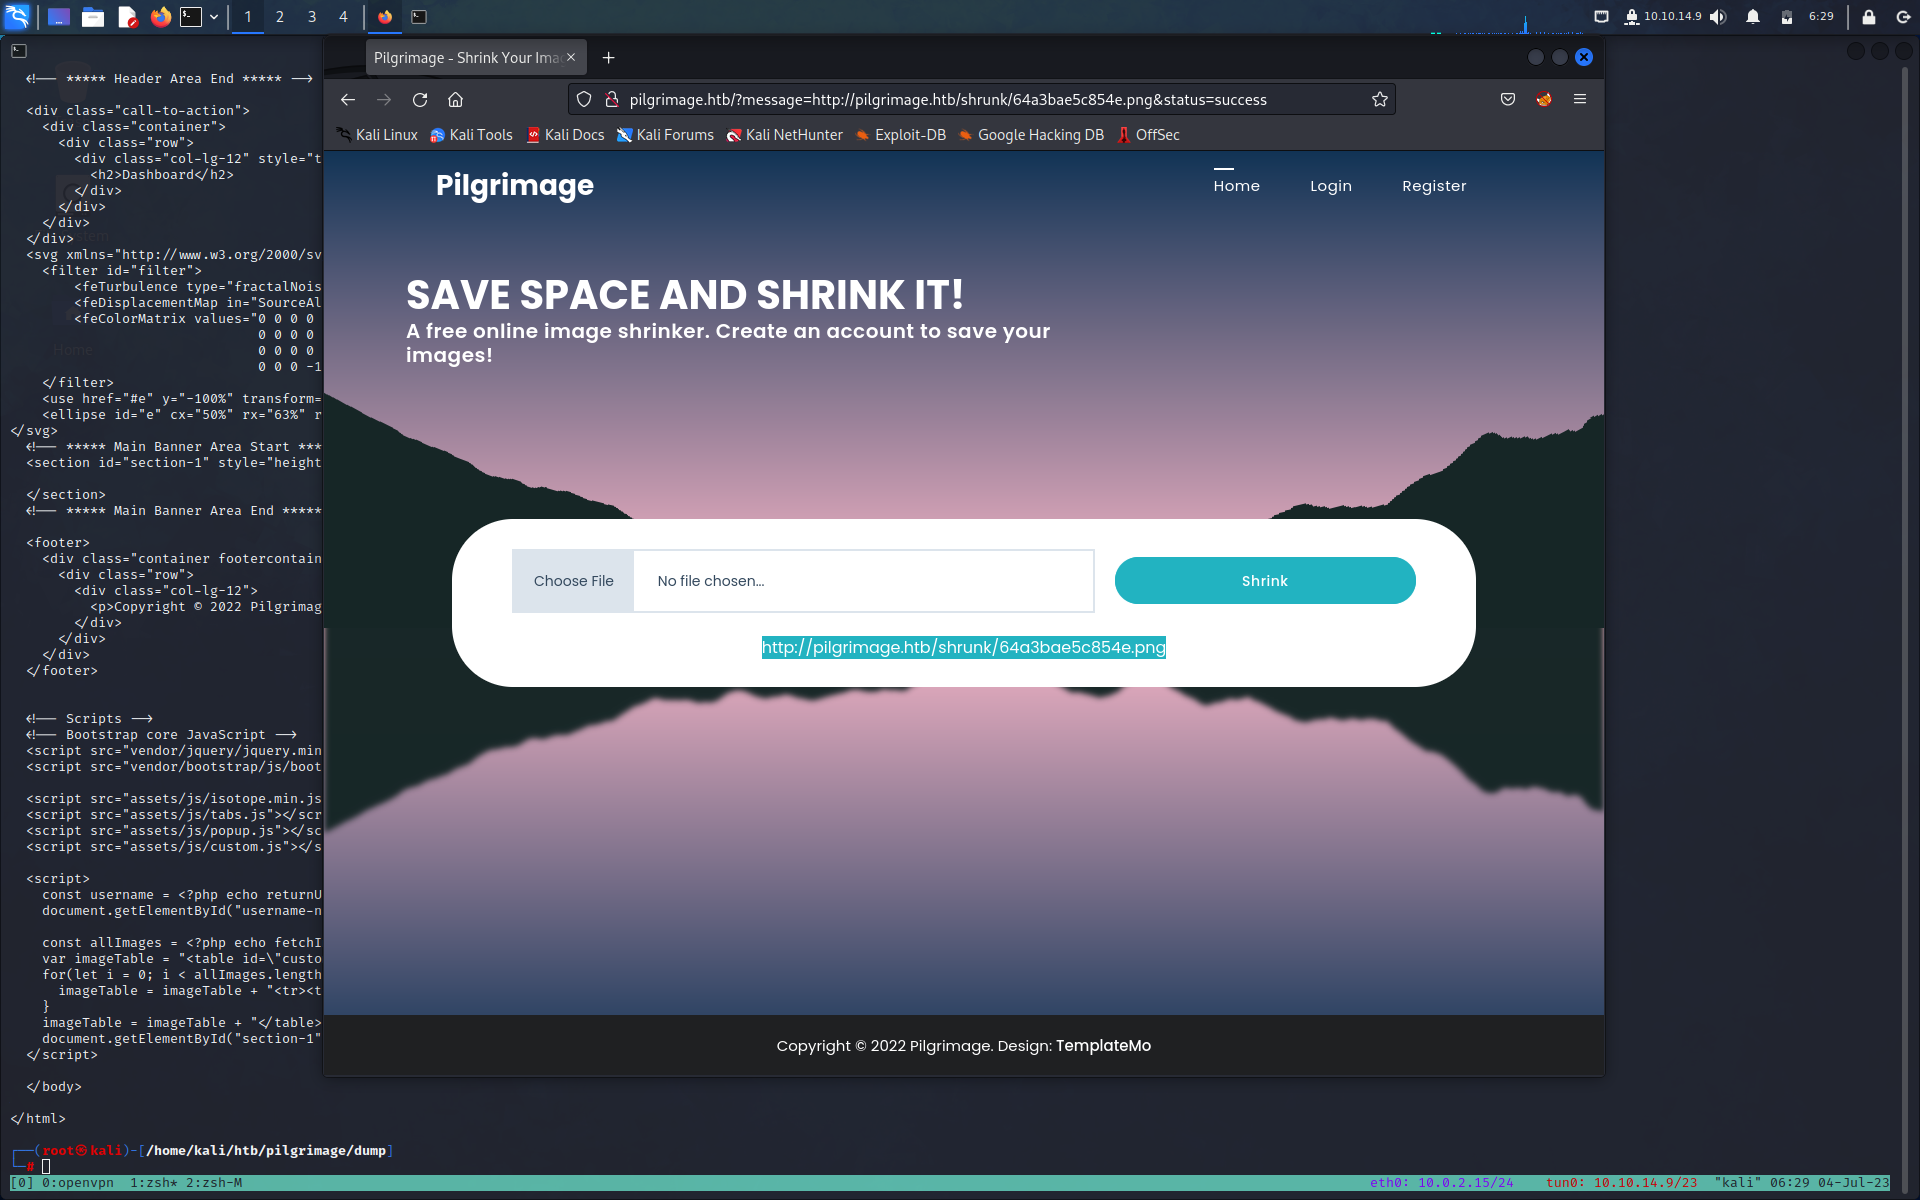 1 2 3 4
10.10.14.9 6:29
Pilgrimage - Shrink Your Ima
pilgrimage.htb/?message=http://pilgrimage.htb/shrunk/64a3bae5c854e.png&status=success
Kali Linux Kali Tools Kali Docs Kali Forums Kali NetHunter Exploit-DB Google Hacking DB OffSec
Pilgrimage
Home Login Register
SAVE SPACE AND SHRINK IT!
A free online image shrinker. Create an account to save your
images!
Choose File No file chosen... Shrink
http://pilgrimage.htb/shrunk/64a3bae5c854e.png
Copyright © 2022 Pilgrimage. Design: TemplateMo
<!-- ***** Header Area End ***** -->
<div class="call-to-action">
<div class="container">
<div class="row">
<div class="col-lg-12" style="t
<h2>Dashboard</h2>
</div>
</div>
</div>
</div>
<svg xmlns="http://www.w3.org/2000/sv
<filter id="filter">
<feTurbulence type="fractalNois
<feDisplacementMap in="SourceAl
<feColorMatrix values="0 0 0 0
0 0 0 0
0 0 0 0
0 0 0 -1
</filter>
<use href="#e" y="-100%" transform=
<ellipse id="e" cx="50%" rx="63%" r
</svg>
<!-- ***** Main Banner Area Start ***
<section id="section-1" style="height
</section>
<!-- ***** Main Banner Area End *****
<footer>
<div class="container footercontain
<div class="row">
<div class="col-lg-12">
<p>Copyright © 2022 Pilgrimag
</div>
</div>
</div>
</footer>
<!-- Scripts -->
<!-- Bootstrap core JavaScript -->
<script src="vendor/jquery/jquery.min
<script src="vendor/bootstrap/js/boot
<script src="assets/js/isotope.min.js
<script src="assets/js/tabs.js"></scr
<script src="assets/js/popup.js"></sc
<script src="assets/js/custom.js"></s
<script>
const username = <?php echo returnU
document.getElementById("username-n
const allImages = <?php echo fetchI
var imageTable = "<table id=\"custo
for(let i = 0; i < allImages.length
imageTable = imageTable + "<tr><t
}
imageTable = imageTable + "</table>
document.getElementById("section-1"
</script>
</body>
</html>
(root㉿kali)-[/home/kali/htb/pilgrimage/dump]
#
[0] 0:openvpn 1:zsh* 2:zsh-M eth0: 10.0.2.15/24 tun0: 10.10.14.9/23 "kali" 06:29 04-Jul-23